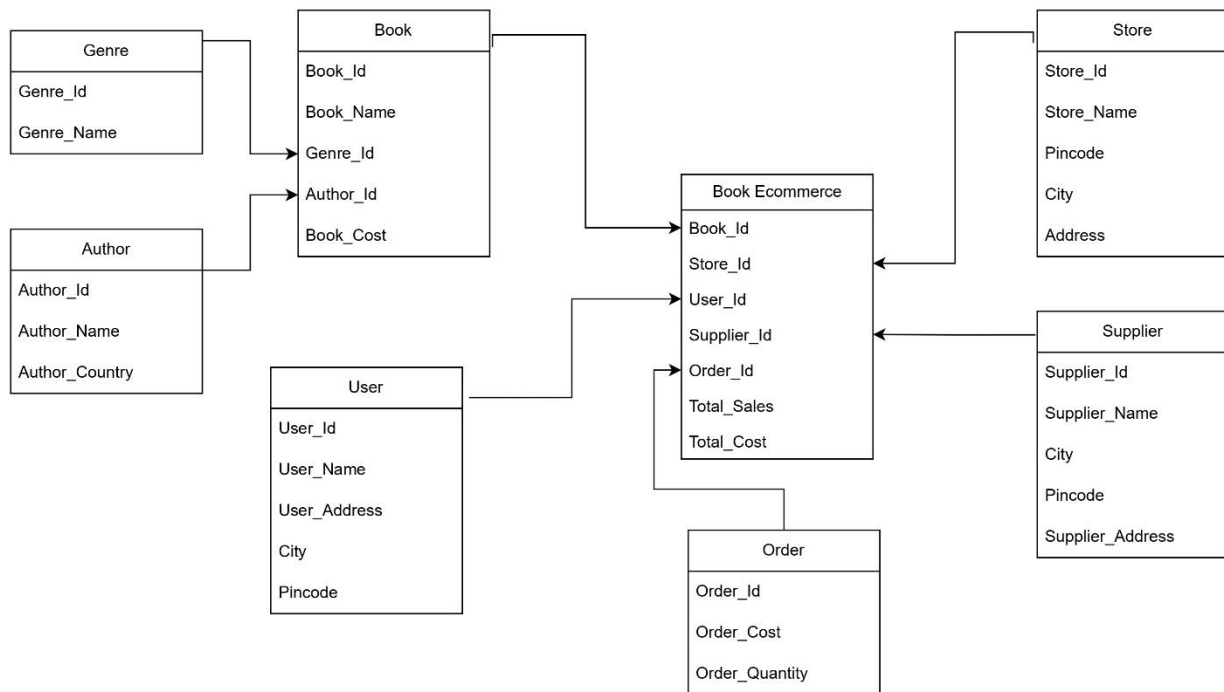 Genre
Genre_Id
Genre_Name
Author
Author_Id
Author_Name
Author_Country
Book
Book_Id
Book_Name
Genre_Id
Author_Id
Book_Cost
User
User_Id
User_Name
User_Address
City
Pincode
Book Ecommerce
Book_Id
Store_Id
User_Id
Supplier_Id
Order_Id
Total_Sales
Total_Cost
Order
Order_Id
Order_Cost
Order_Quantity
Store
Store_Id
Store_Name
Pincode
City
Address
Supplier
Supplier_Id
Supplier_Name
City
Pincode
Supplier_Address